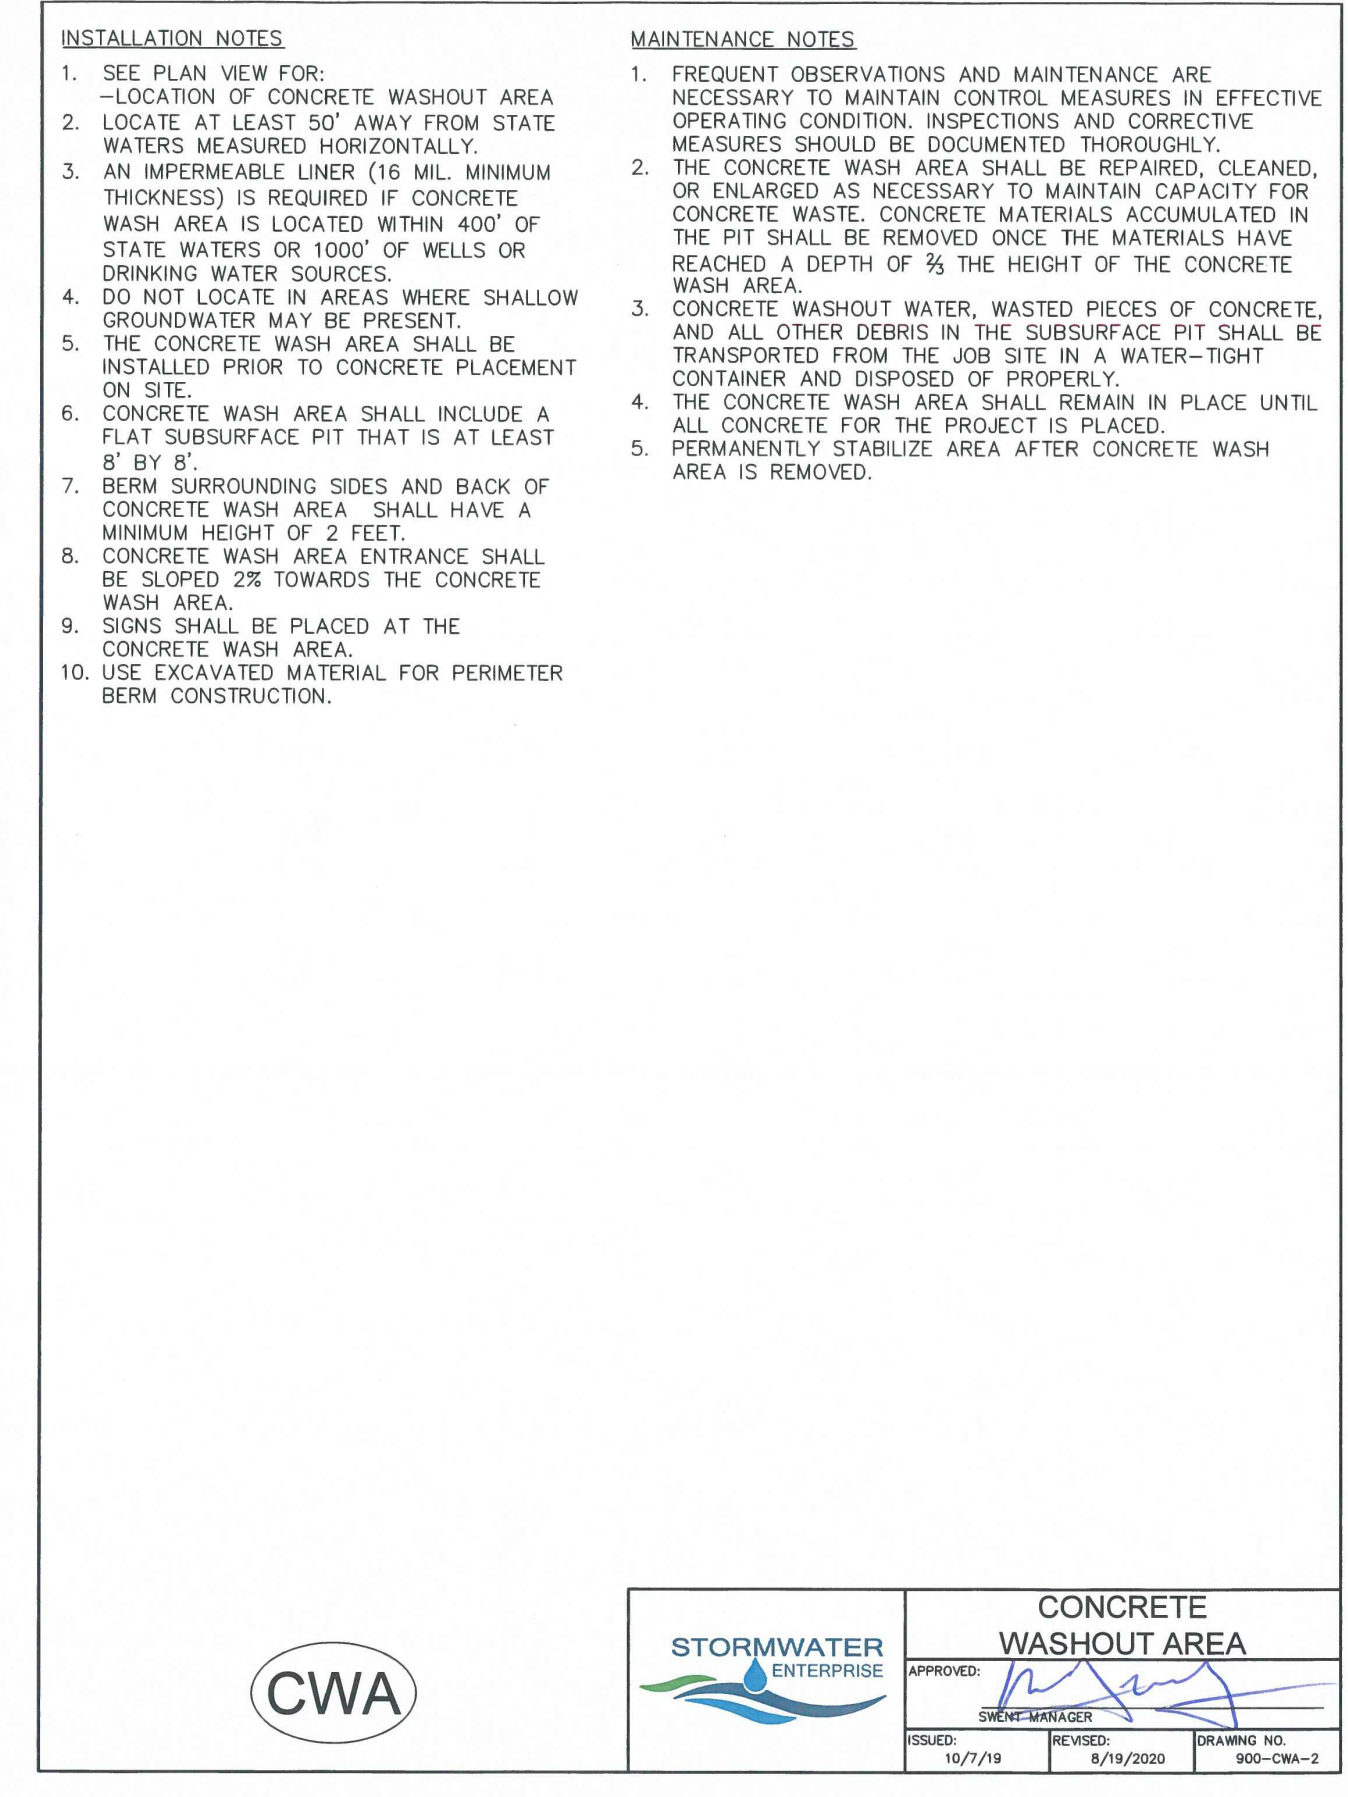 INSTALLATION NOTES
1. SEE PLAN VIEW FOR:
–LOCATION OF CONCRETE WASHOUT AREA
2. LOCATE AT LEAST 50' AWAY FROM STATE
WATERS MEASURED HORIZONTALLY.
3. AN IMPERMEABLE LINER (16 MIL. MINIMUM
THICKNESS) IS REQUIRED IF CONCRETE
WASH AREA IS LOCATED WITHIN 400' OF
STATE WATERS OR 1000' OF WELLS OR
DRINKING WATER SOURCES.
4. DO NOT LOCATE IN AREAS WHERE SHALLOW
GROUNDWATER MAY BE PRESENT.
5. THE CONCRETE WASH AREA SHALL BE
INSTALLED PRIOR TO CONCRETE PLACEMENT
ON SITE.
6. CONCRETE WASH AREA SHALL INCLUDE A
FLAT SUBSURFACE PIT THAT IS AT LEAST
8' BY 8'.
7. BERM SURROUNDING SIDES AND BACK OF
CONCRETE WASH AREA SHALL HAVE A
MINIMUM HEIGHT OF 2 FEET.
8. CONCRETE WASH AREA ENTRANCE SHALL
BE SLOPED 2% TOWARDS THE CONCRETE
WASH AREA.
9. SIGNS SHALL BE PLACED AT THE
CONCRETE WASH AREA.
10. USE EXCAVATED MATERIAL FOR PERIMETER
BERM CONSTRUCTION.
MAINTENANCE NOTES
1. FREQUENT OBSERVATIONS AND MAINTENANCE ARE
NECESSARY TO MAINTAIN CONTROL MEASURES IN EFFECTIVE
OPERATING CONDITION. INSPECTIONS AND CORRECTIVE
MEASURES SHOULD BE DOCUMENTED THOROUGHLY.
2. THE CONCRETE WASH AREA SHALL BE REPAIRED, CLEANED,
OR ENLARGED AS NECESSARY TO MAINTAIN CAPACITY FOR
CONCRETE WASTE. CONCRETE MATERIALS ACCUMULATED IN
THE PIT SHALL BE REMOVED ONCE THE MATERIALS HAVE
REACHED A DEPTH OF ⅔ THE HEIGHT OF THE CONCRETE
WASH AREA.
3. CONCRETE WASHOUT WATER, WASTED PIECES OF CONCRETE,
AND ALL OTHER DEBRIS IN THE SUBSURFACE PIT SHALL BE
TRANSPORTED FROM THE JOB SITE IN A WATER–TIGHT
CONTAINER AND DISPOSED OF PROPERLY.
4. THE CONCRETE WASH AREA SHALL REMAIN IN PLACE UNTIL
ALL CONCRETE FOR THE PROJECT IS PLACED.
5. PERMANENTLY STABILIZE AREA AFTER CONCRETE WASH
AREA IS REMOVED.
CWA
STORMWATER
ENTERPRISE
CONCRETE
WASHOUT AREA
APPROVED:
SWENT MANAGER
ISSUED:
10/7/19
REVISED:
8/19/2020
DRAWING NO.
900–CWA–2